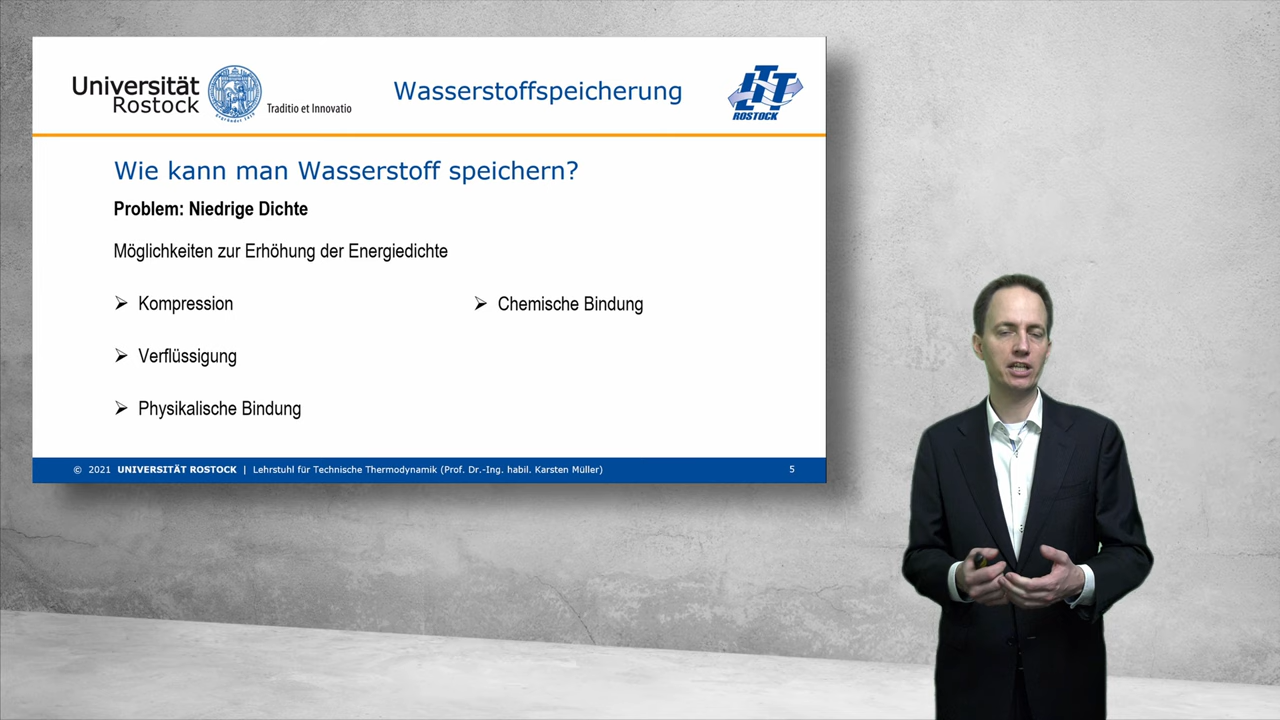 Universität
Rostock
Traditio et Innovatio
Wasserstoffspeicherung
LTT
ROSTOCK
Wie kann man Wasserstoff speichern?
Problem: Niedrige Dichte
Möglichkeiten zur Erhöhung der Energiedichte
➢ Kompression
➢ Chemische Bindung
➢ Verflüssigung
➢ Physikalische Bindung
© 2021 UNIVERSITÄT ROSTOCK | Lehrstuhl für Technische Thermodynamik (Prof. Dr.-Ing. habil. Karsten Müller)
5